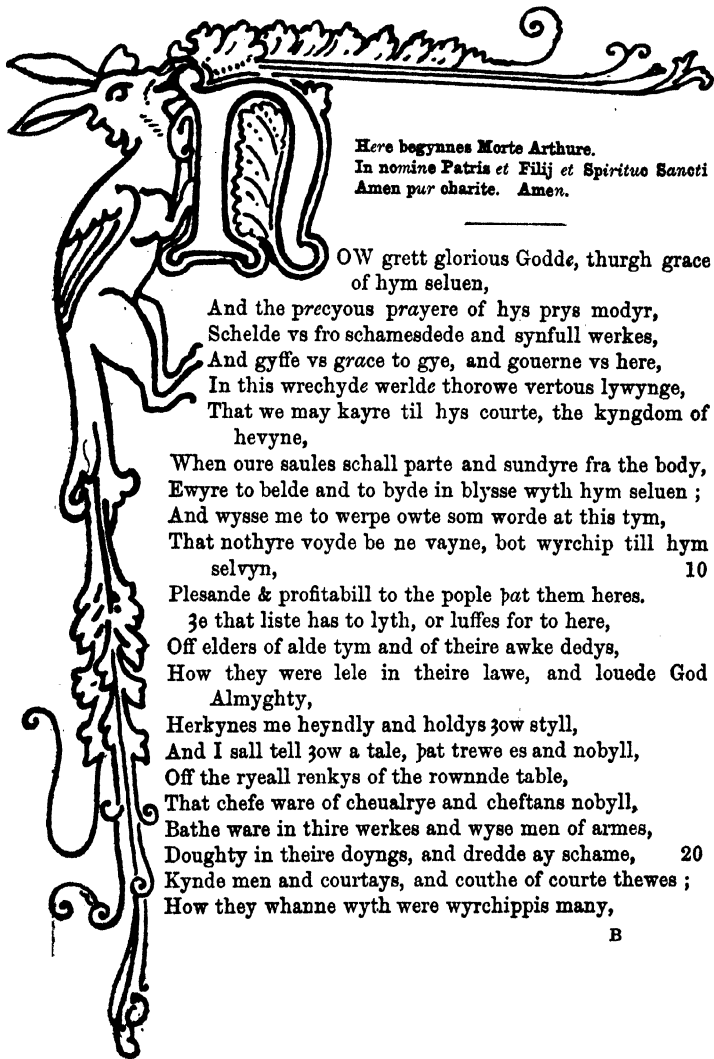 Here begynnes Morte Arthure.
In nomine Patris et Filij et Spirituo Sancti
Amen pur charite. Amen.
NOW grett glorious Godde, thurgh grace
of hym seluen,
And the precyous prayere of hys prys modyr,
Schelde vs fro schamesdede and synfull werkes,
And gyffe vs grace to gye, and gouerne vs here,
In this wrechyde werlde thorowe vertous lywynge,
That we may kayre til hys courte, the kyngdom of
hevyne,
When oure saules schall parte and sundyre fra the body,
Ewyre to belde and to byde in blysse wyth hym seluen ;
And wysse me to werpe owte som worde at this tym,
That nothyre voyde be ne vayne, bot wyrchip till hym
selvyn, 10
Plesande & profitabill to the pople þat them heres.
Ȝe that liste has to lyth, or luffes for to here,
Off elders of alde tym and of theire awke dedys,
How they were lele in theire lawe, and louede God
Almyghty,
Herkynes me heyndly and holdys ȝow styll,
And I sall tell ȝow a tale, þat trewe es and nobyll,
Off the ryeall renkys of the rownnde table,
That chefe ware of cheualrye and cheftans nobyll,
Bathe ware in thire werkes and wyse men of armes,
Doughty in theire doyngs, and dredde ay schame, 20
Kynde men and courtays, and couthe of courte thewes ;
How they whanne wyth were wyrchippis many,
B